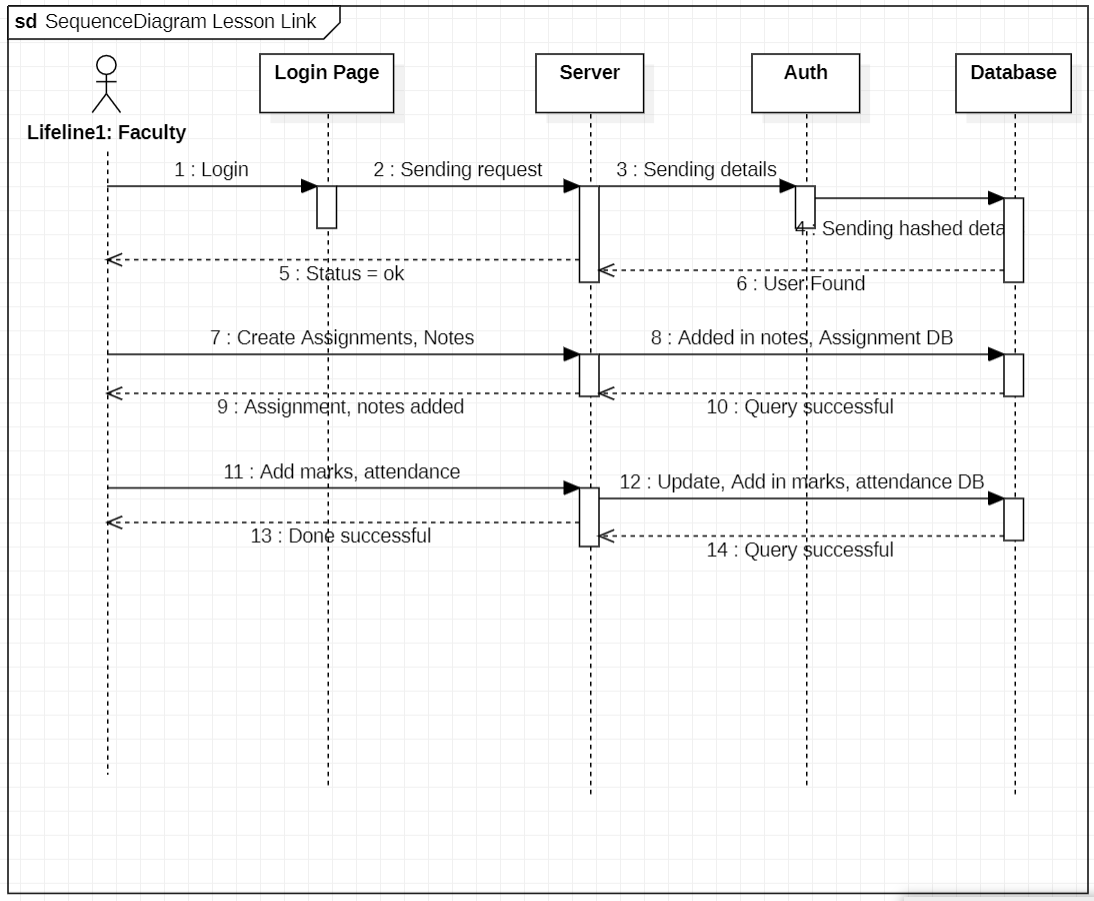 sd SequenceDiagram Lesson Link
Login Page
Server
Auth
Database
Lifeline1: Faculty
1 : Login
2 : Sending request
3 : Sending details
4 : Sending hashed deta
5 : Status = ok
6 : User Found
7 : Create Assignments, Notes
8 : Added in notes, Assignment DB
9 : Assignment, notes added
10 : Query successful
11 : Add marks, attendance
12 : Update, Add in marks, attendance DB
13 : Done successful
14 : Query successful